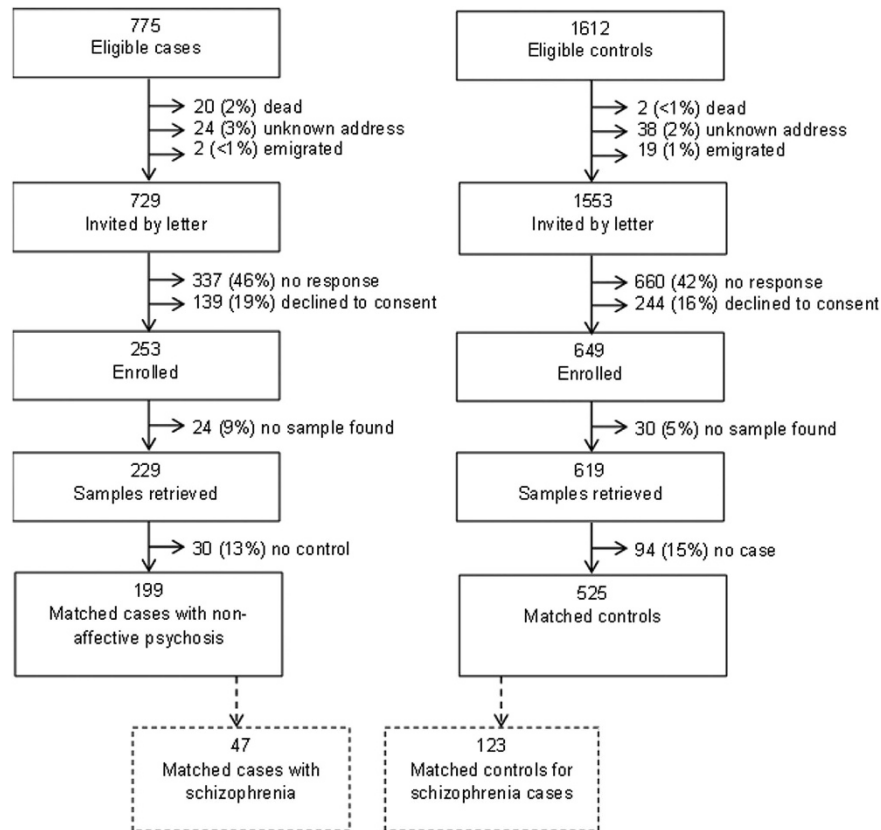 775
Eligible cases
20 (2%) dead
24 (3%) unknown address
2 (<1%) emigrated
729
Invited by letter
337 (46%) no response
139 (19%) declined to consent
253
Enrolled
24 (9%) no sample found
229
Samples retrieved
30 (13%) no control
199
Matched cases with non-
affective psychosis
47
Matched cases with
schizophrenia
1612
Eligible controls
2 (<1%) dead
38 (2%) unknown address
19 (1%) emigrated
1553
Invited by letter
660 (42%) no response
244 (16%) declined to consent
649
Enrolled
30 (5%) no sample found
619
Samples retrieved
94 (15%) no case
525
Matched controls
123
Matched controls for
schizophrenia cases